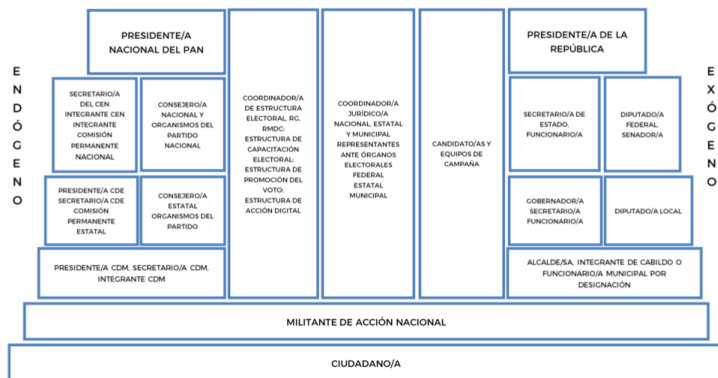 ENDÓGENO
PRESIDENTE/A
NACIONAL DEL PAN
SECRETARIO/A
DEL CEN
INTEGRANTE CEN
INTEGRANTE
COMISIÓN
PERMANENTE
NACIONAL
CONSEJERO/A
NACIONAL Y
ORGANISMOS DEL
PARTIDO
NACIONAL
PRESIDENTE/A CDE
SECRETARIO/A CDE
COMISIÓN
PERMANENTE
ESTATAL
CONSEJERO/A
ESTATAL
ORGANISMOS DEL
PARTIDO
PRESIDENTE/A CDM, SECRETARIO/A CDM,
INTEGRANTE CDM
COORDINADOR/A
DE ESTRUCTURA
ELECTORAL, RG,
RMDC;
ESTRUCTURA DE
CAPACITACIÓN
ELECTORAL;
ESTRUCTURA DE
PROMOCIÓN DEL
VOTO;
ESTRUCTURA DE
ACCIÓN DIGITAL
COORDINADOR/A
JURÍDICO/A
NACIONAL, ESTATAL
Y MUNICIPAL
REPRESENTANTES
ANTE ÓRGANOS
ELECTORALES
FEDERAL
ESTATAL
MUNICIPAL
CANDIDATO/AS Y
EQUIPOS DE
CAMPAÑA
PRESIDENTE/A DE LA
REPÚBLICA
SECRETARIO/A DE
ESTADO,
FUNCIONARIO/A
DIPUTADO/A
FEDERAL,
SENADOR/A
GOBERNADOR/A
SECRETARIO/A
FUNCIONARIO/A
DIPUTADO/A LOCAL
ALCALDE/SA, INTEGRANTE DE CABILDO O
FUNCIONARIO/A MUNICIPAL POR
DESIGNACIÓN
EXÓGENO
MILITANTE DE ACCIÓN NACIONAL
CIUDADANO/A